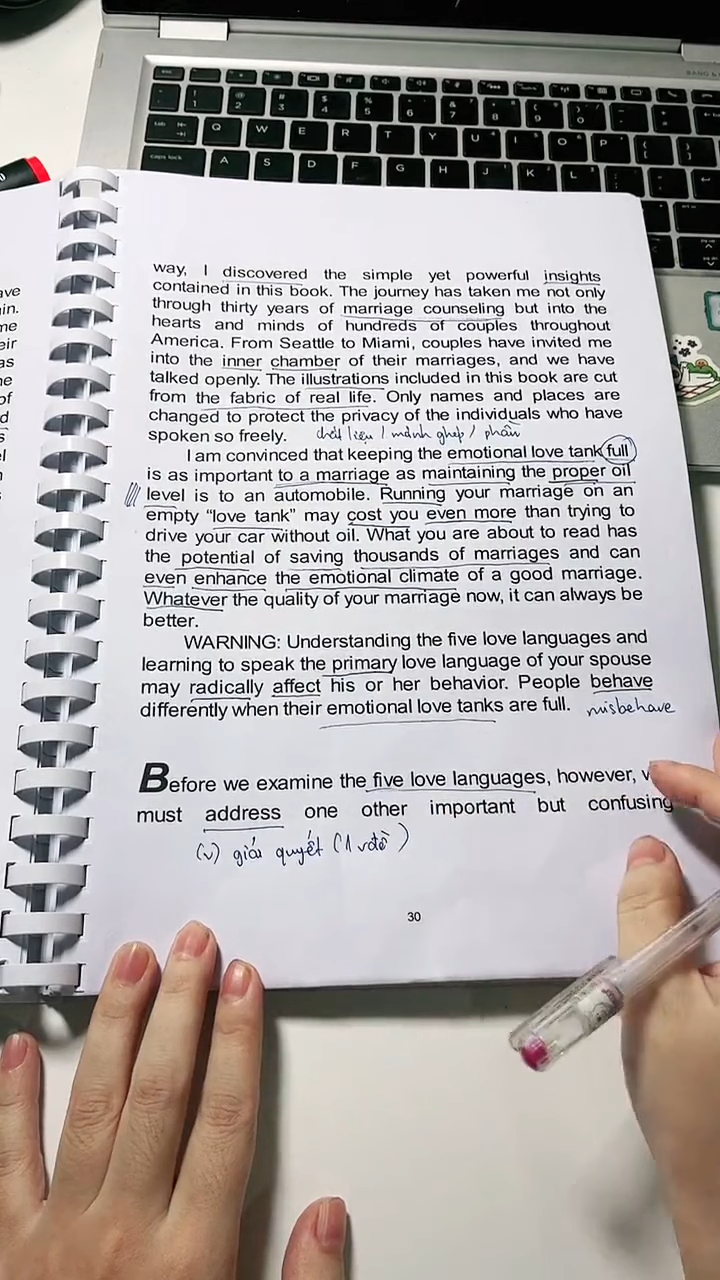 way, I discovered the simple yet powerful insights
contained in this book. The journey has taken me not only
through thirty years of marriage counseling but into the
hearts and minds of hundreds of couples throughout
America. From Seattle to Miami, couples have invited me
into the inner chamber of their marriages, and we have
talked openly. The illustrations included in this book are cut
from the fabric of real life. Only names and places are
changed to protect the privacy of the individuals who have
spoken so freely. chất liệu / mảnh ghép / phần
I am convinced that keeping the emotional love tank full
is as important to a marriage as maintaining the proper oil
level is to an automobile. Running your marriage on an
empty “love tank” may cost you even more than trying to
drive your car without oil. What you are about to read has
the potential of saving thousands of marriages and can
even enhance the emotional climate of a good marriage.
Whatever the quality of your marriage now, it can always be
better.
WARNING: Understanding the five love languages and
learning to speak the primary love language of your spouse
may radically affect his or her behavior. People behave
differently when their emotional love tanks are full. misbehave
Before we examine the five love languages, however,
must address one other important but confusing
(v) giải quyết (1 vđề)
30